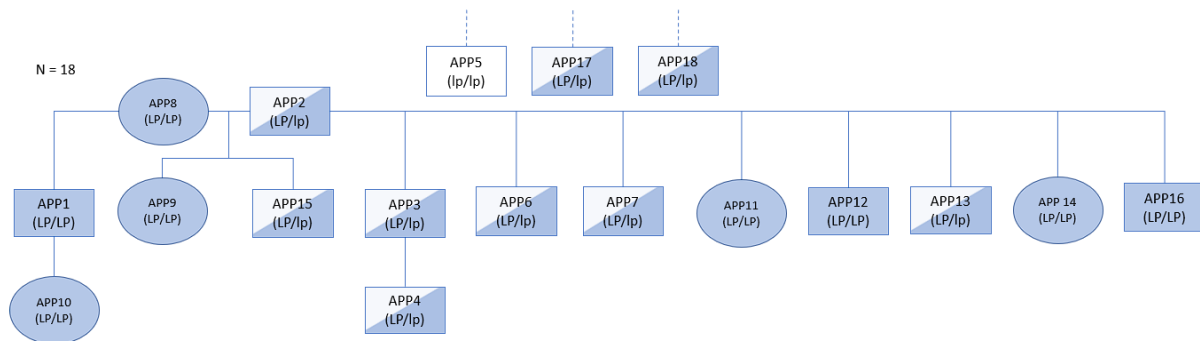 N = 18
APP5
(lp/lp)
APP17
(LP/lp)
APP18
(LP/lp)
APP8
(LP/LP)
APP2
(LP/lp)
APP1
(LP/LP)
APP9
(LP/LP)
APP15
(LP/lp)
APP3
(LP/lp)
APP6
(LP/lp)
APP7
(LP/lp)
APP11
(LP/LP)
APP12
(LP/LP)
APP13
(LP/lp)
APP 14
(LP/LP)
APP16
(LP/LP)
APP10
(LP/LP)
APP4
(LP/lp)